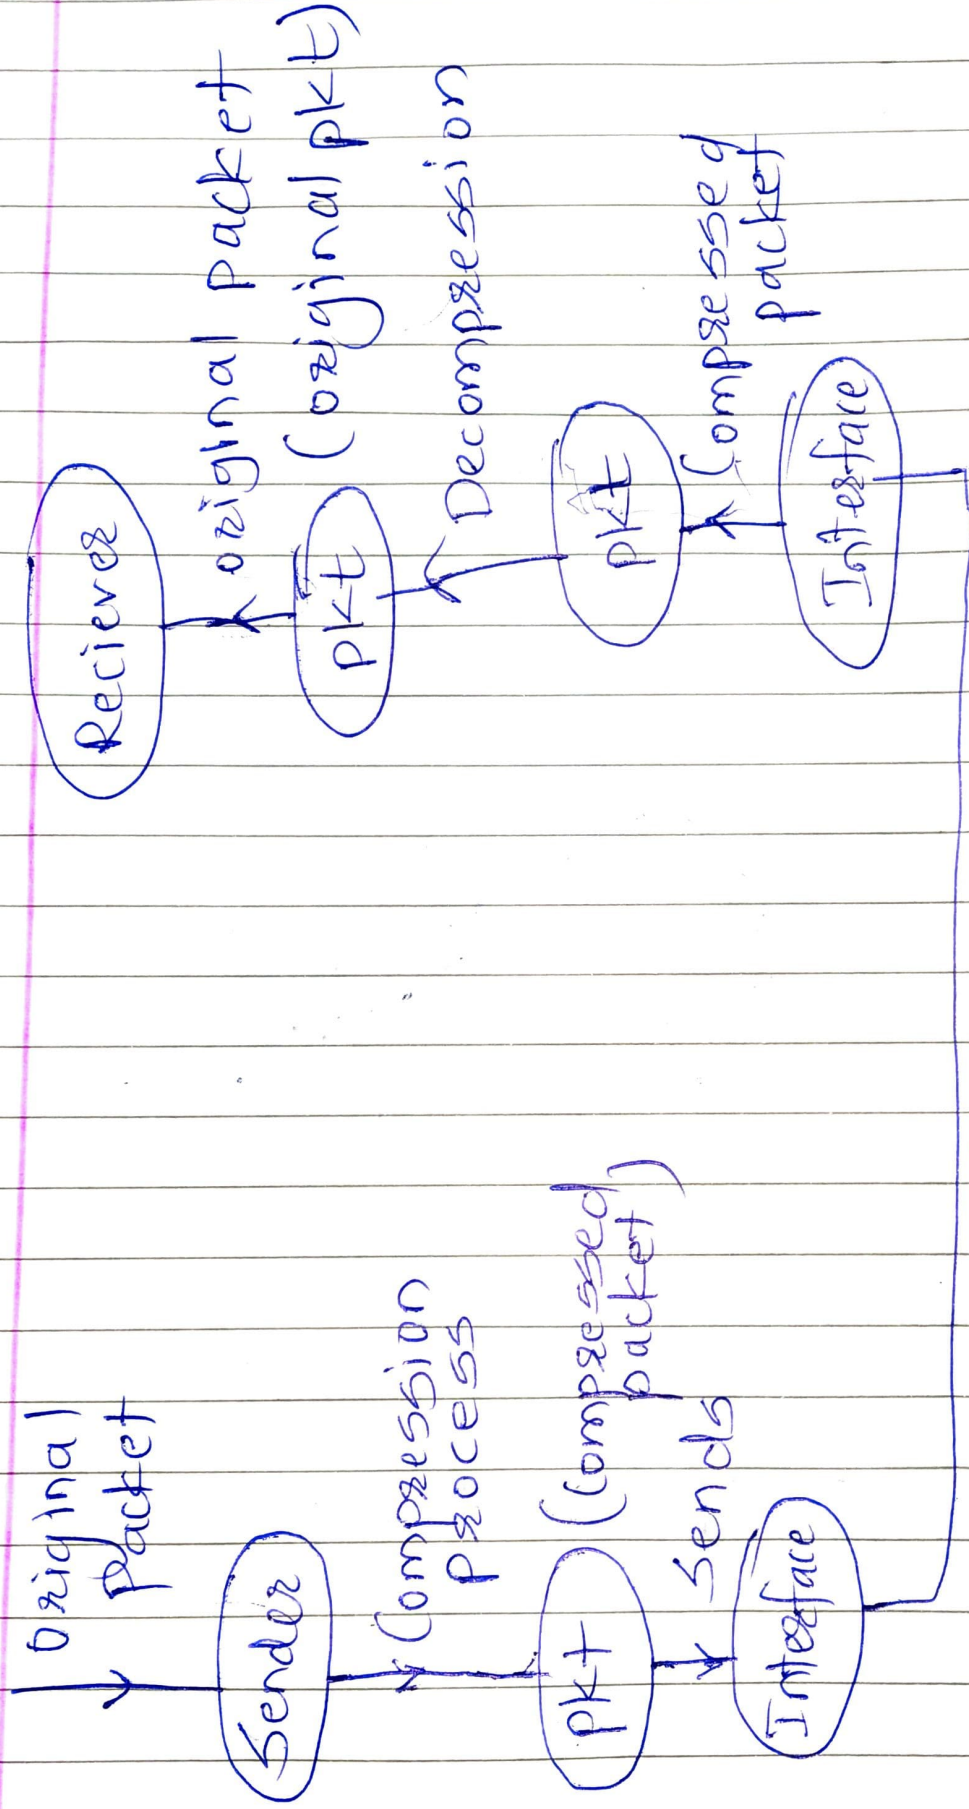 Original
Packet
Sender
Compression
process
pkt
(Compressed
packet)
Sends
Interface
Reciever
original packet
pkt
(original pkt)
Decompression
pkt
Compressed
packet
Interface